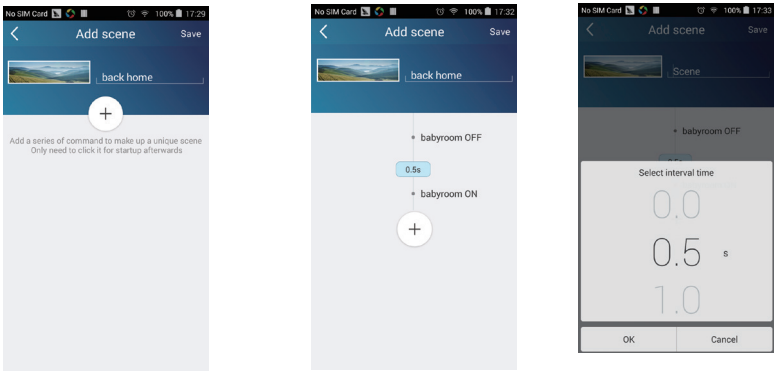 No SIM Card 100% 17:29
Add scene Save
back home
Add a series of command to make up a unique scene
Only need to click it for startup afterwards
No SIM Card 100% 17:32
Add scene Save
back home
babyroom OFF
0.5s
babyroom ON
No SIM Card 100% 17:33
Add scene Save
Scene
babyroom OFF
Select interval time
0.0
0.5 s
1.0
OK Cancel